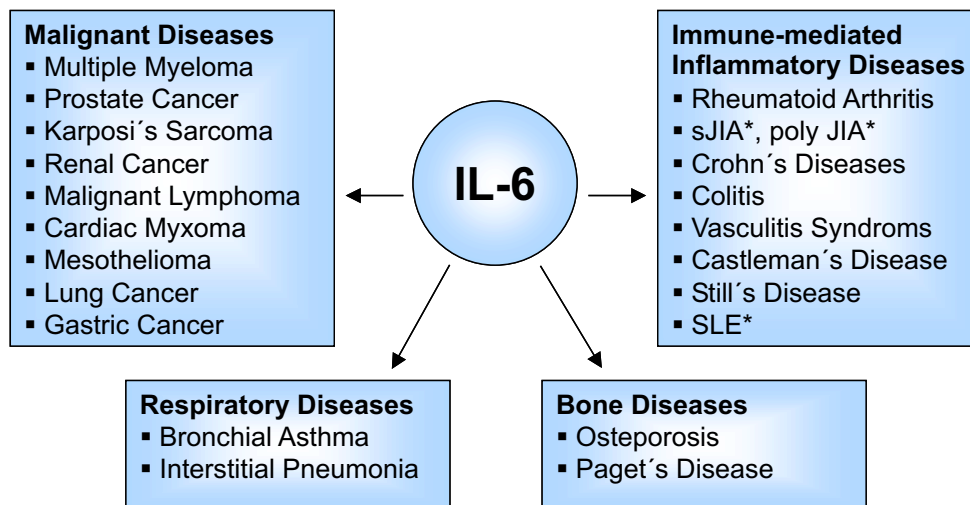 Malignant Diseases
▪ Multiple Myeloma
▪ Prostate Cancer
▪ Karposi´s Sarcoma
▪ Renal Cancer
▪ Malignant Lymphoma
▪ Cardiac Myxoma
▪ Mesothelioma
▪ Lung Cancer
▪ Gastric Cancer
IL-6
Immune-mediated
Inflammatory Diseases
▪ Rheumatoid Arthritis
▪ sJIA*, poly JIA*
▪ Crohn´s Diseases
▪ Colitis
▪ Vasculitis Syndroms
▪ Castleman´s Disease
▪ Still´s Disease
▪ SLE*
Respiratory Diseases
▪ Bronchial Asthma
▪ Interstitial Pneumonia
Bone Diseases
▪ Osteporosis
▪ Paget´s Disease